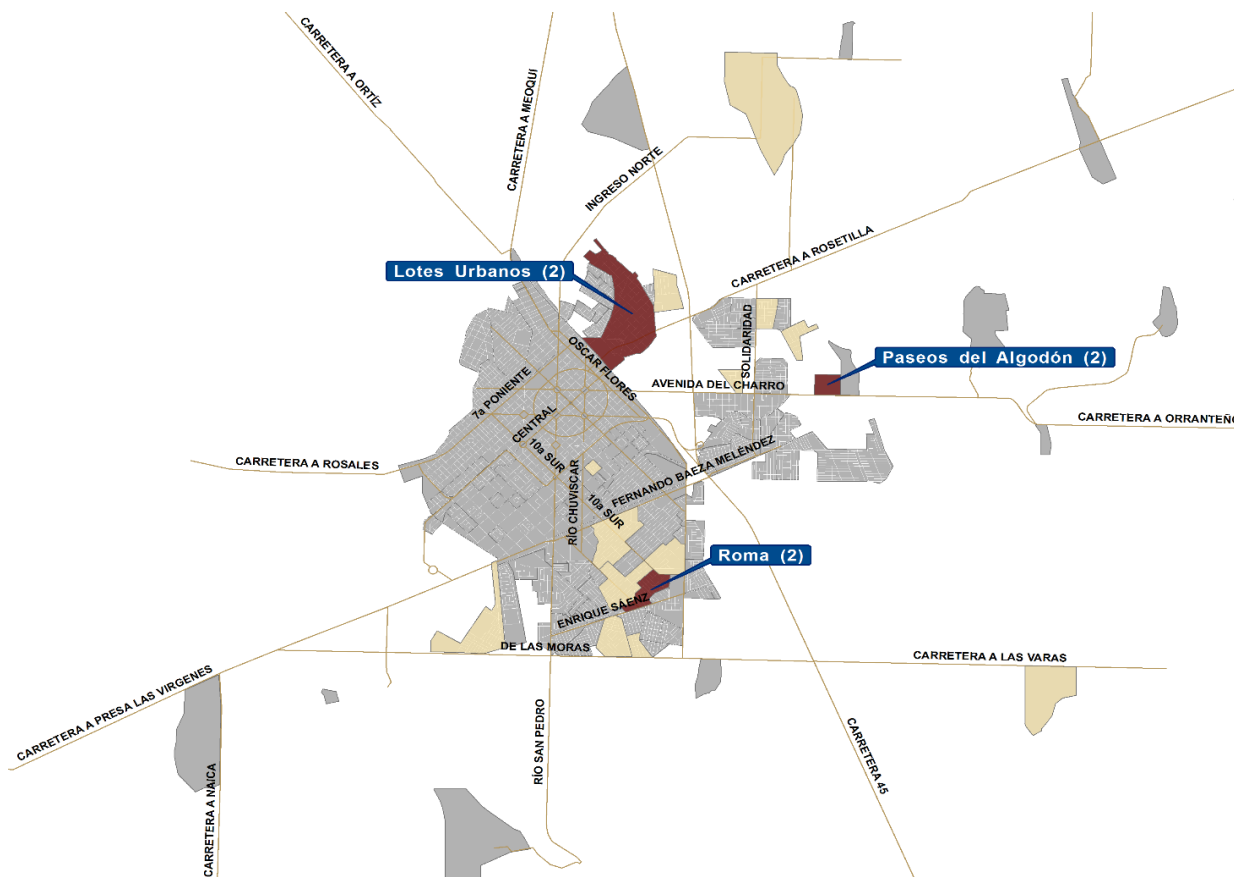 CARRETERA A ORTÍZ
CARRETERA A MEOQUI
INGRESO NORTE
CARRETERA A ROSETILLA
Lotes Urbanos (2)
OSCAR FLORES
SOLIDARIDAD
Paseos del Algodón (2)
7a PONIENTE
AVENIDA DEL CHARRO
CENTRAL
CARRETERA A ORRANTEÑO
CARRETERA A ROSALES
10a SUR
RÍO CHUVISCAR
10a SUR
FERNANDO BAEZA MELÉNDEZ
Roma (2)
ENRIQUE SÁENZ
DE LAS MORAS
CARRETERA A LAS VARAS
CARRETERA A PRESA LAS VIRGENES
RÍO SAN PEDRO
CARRETERA 45
CARRETERA A NAICA